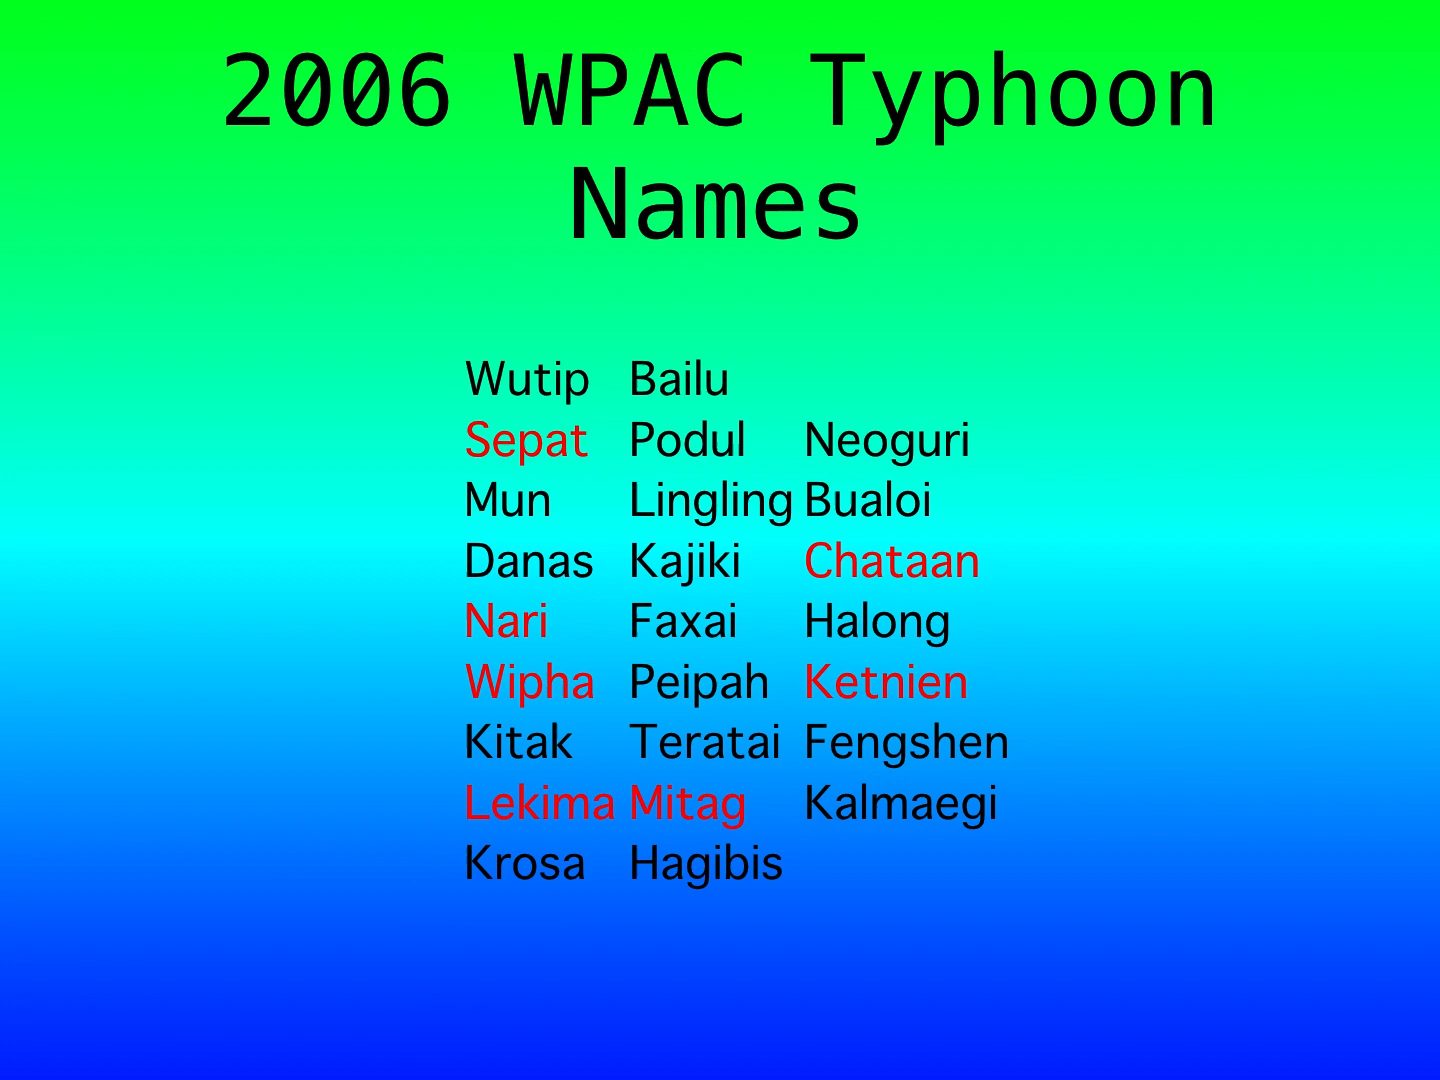 2006 WPAC Typhoon
Names
Wutip Bailu
Sepat Podul Neoguri
Mun Lingling Bualoi
Danas Kajiki Chataan
Nari Faxai Halong
Wipha Peipah Ketnien
Kitak Teratai Fengshen
Lekima Mitag Kalmaegi
Krosa Hagibis